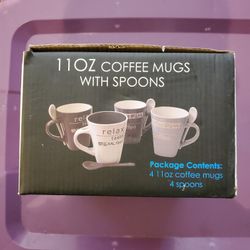 11OZ COFFEE MUGS
WITH SPOONS
relax
Package Contents:
4 11oz coffee mugs
4 spoons